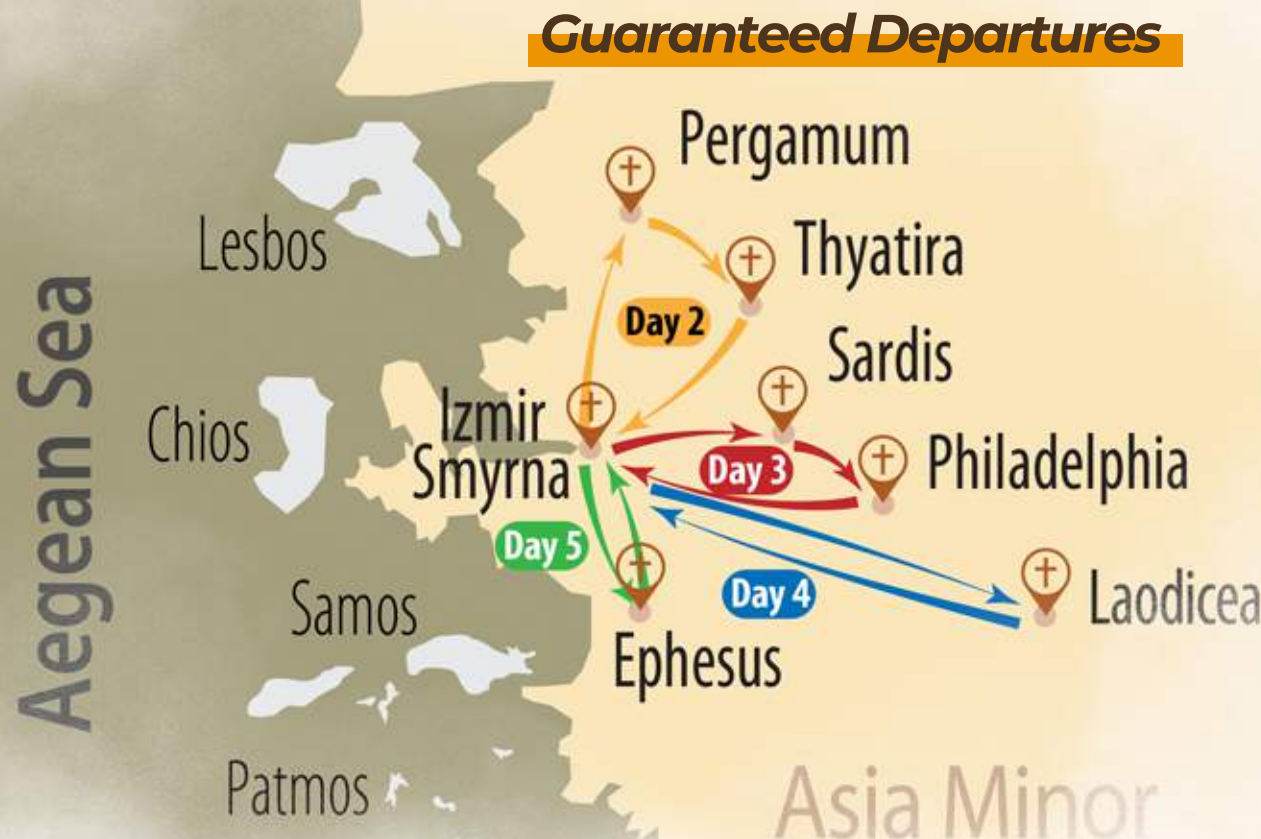 Guaranteed Departures
Pergamum
Thyatira
Lesbos
Day 2
Sardis
Aegean Sea
Chios
Izmir
Smyrna
Day 3
Philadelphia
Day 5
Day 4
Laodicea
Samos
Ephesus
Patmos
Asia Minor